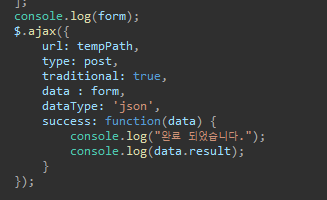 ];
console.log(form);
$.ajax({
url: tempPath,
type: post,
traditional: true,
data : form,
dataType: 'json',
success: function(data) {
console.log("완료 되었습니다.");
console.log(data.result);
}
});